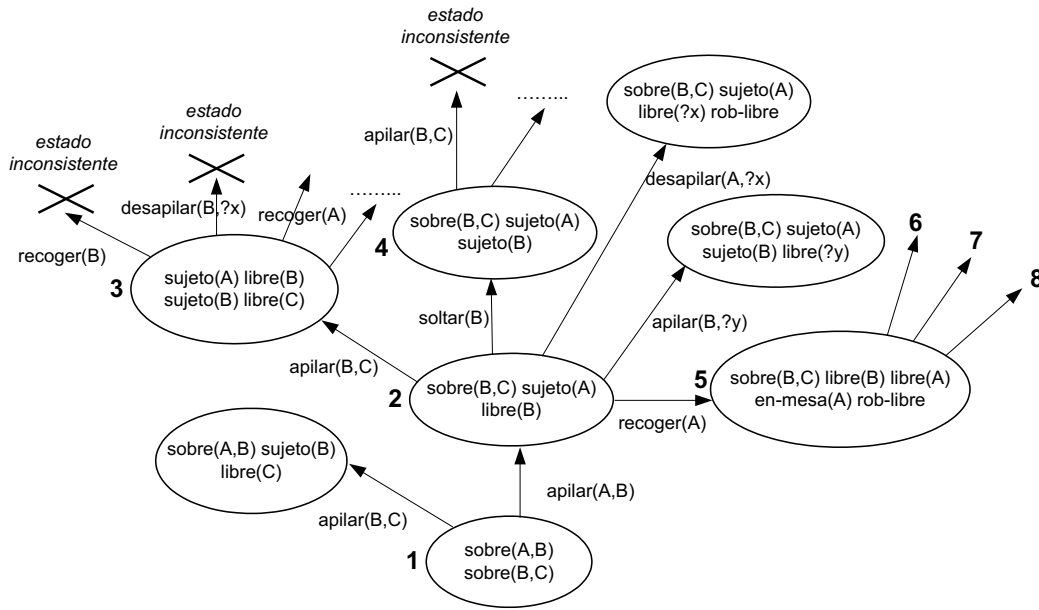 estado
inconsistente
estado
inconsistente
estado
inconsistente
sobre(B,C) sujeto(A)
libre(?x) rob-libre
apilar(B,C)
.........
desapilar(A,?x)
desapilar(B,?x)
recoger(A)
.........
recoger(B)
3
sujeto(A) libre(B)
sujeto(B) libre(C)
4
sobre(B,C) sujeto(A)
sujeto(B)
sobre(B,C) sujeto(A)
sujeto(B) libre(?y)
6
7
8
soltar(B)
apilar(B,?y)
apilar(B,C)
2
sobre(B,C) sujeto(A)
libre(B)
recoger(A)
5
sobre(B,C) libre(B) libre(A)
en-mesa(A) rob-libre
sobre(A,B) sujeto(B)
libre(C)
apilar(B,C)
apilar(A,B)
1
sobre(A,B)
sobre(B,C)